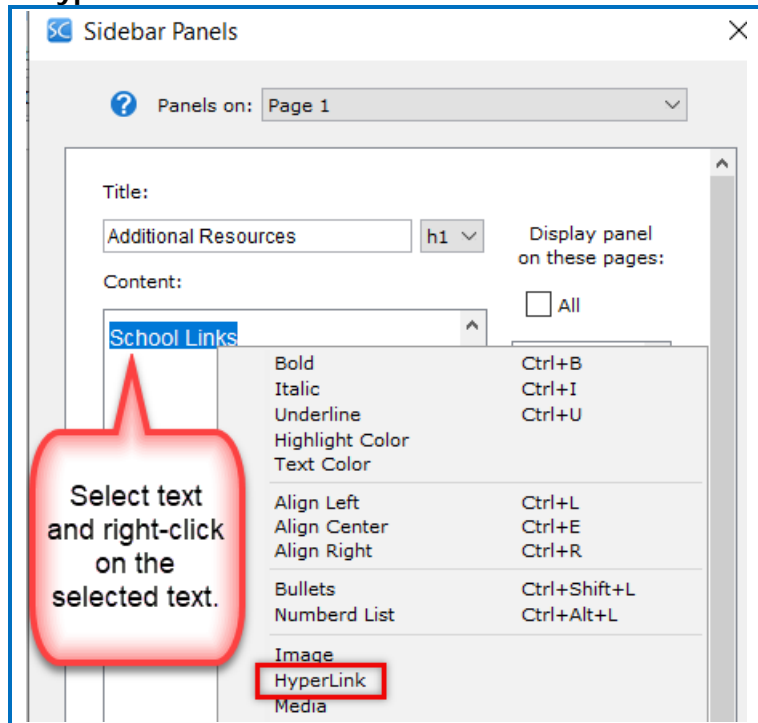 SC Sidebar Panels
? Panels on: Page 1
Title:
Additional Resources h1
Display panel
on these pages:
Content:
All
School Links
Bold Ctrl+B
Italic Ctrl+I
Underline Ctrl+U
Highlight Color
Text Color
Align Left Ctrl+L
Align Center Ctrl+E
Align Right Ctrl+R
Bullets Ctrl+Shift+L
Numberd List Ctrl+Alt+L
Image
HyperLink
Media
Select text
and right-click
on the
selected text.